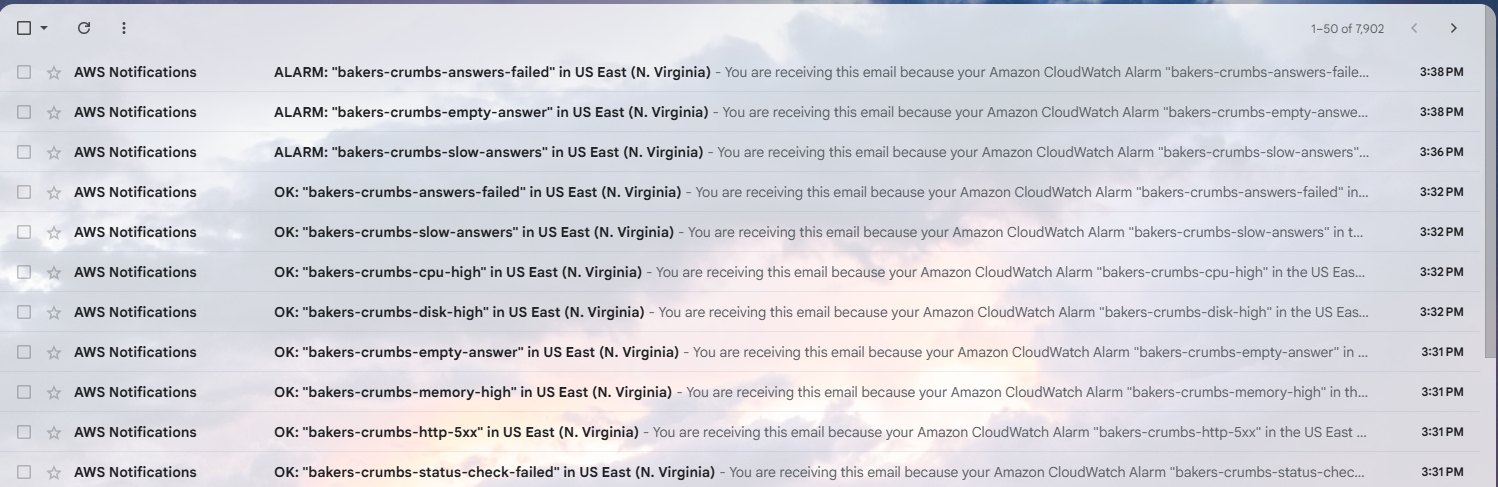 1–50 of 7,902
AWS Notifications ALARM: "bakers-crumbs-answers-failed" in US East (N. Virginia) - You are receiving this email because your Amazon CloudWatch Alarm "bakers-crumbs-answers-faile... 3:38 PM
AWS Notifications ALARM: "bakers-crumbs-empty-answer" in US East (N. Virginia) - You are receiving this email because your Amazon CloudWatch Alarm "bakers-crumbs-empty-answe... 3:38 PM
AWS Notifications ALARM: "bakers-crumbs-slow-answers" in US East (N. Virginia) - You are receiving this email because your Amazon CloudWatch Alarm "bakers-crumbs-slow-answers"... 3:36 PM
AWS Notifications OK: "bakers-crumbs-answers-failed" in US East (N. Virginia) - You are receiving this email because your Amazon CloudWatch Alarm "bakers-crumbs-answers-failed" in... 3:32 PM
AWS Notifications OK: "bakers-crumbs-slow-answers" in US East (N. Virginia) - You are receiving this email because your Amazon CloudWatch Alarm "bakers-crumbs-slow-answers" in t... 3:32 PM
AWS Notifications OK: "bakers-crumbs-cpu-high" in US East (N. Virginia) - You are receiving this email because your Amazon CloudWatch Alarm "bakers-crumbs-cpu-high" in the US Eas... 3:32 PM
AWS Notifications OK: "bakers-crumbs-disk-high" in US East (N. Virginia) - You are receiving this email because your Amazon CloudWatch Alarm "bakers-crumbs-disk-high" in the US Eas... 3:32 PM
AWS Notifications OK: "bakers-crumbs-empty-answer" in US East (N. Virginia) - You are receiving this email because your Amazon CloudWatch Alarm "bakers-crumbs-empty-answer" in ... 3:31 PM
AWS Notifications OK: "bakers-crumbs-memory-high" in US East (N. Virginia) - You are receiving this email because your Amazon CloudWatch Alarm "bakers-crumbs-memory-high" in th... 3:31 PM
AWS Notifications OK: "bakers-crumbs-http-5xx" in US East (N. Virginia) - You are receiving this email because your Amazon CloudWatch Alarm "bakers-crumbs-http-5xx" in the US East ... 3:31 PM
AWS Notifications OK: "bakers-crumbs-status-check-failed" in US East (N. Virginia) - You are receiving this email because your Amazon CloudWatch Alarm "bakers-crumbs-status-chec... 3:31 PM